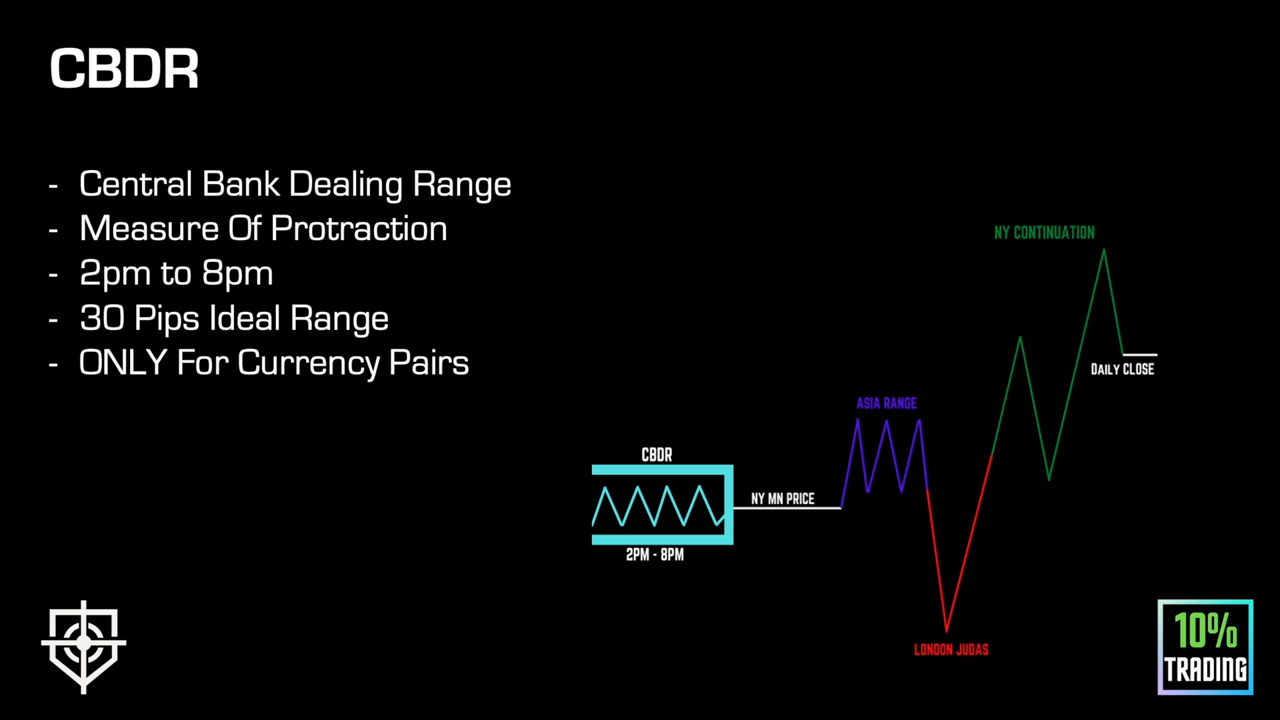 CBDR
- Central Bank Dealing Range
- Measure Of Protraction
- 2pm to 8pm
- 30 Pips Ideal Range
- ONLY For Currency Pairs
NY CONTINUATION
DAILY CLOSE
ASIA RANGE
CBDR
NY MN PRICE
2PM - 8PM
LONDON JUDAS
10%
TRADING